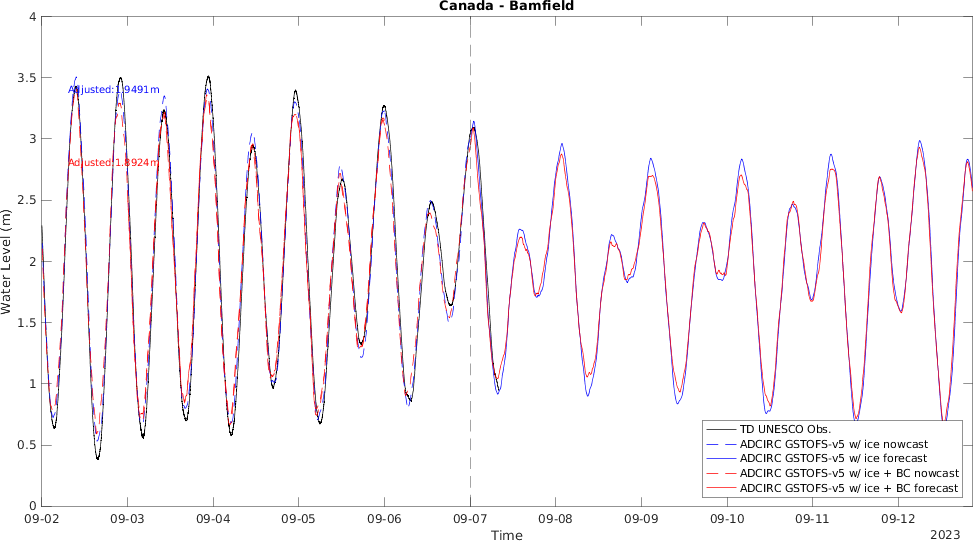 Canada - Bamfield
4
3.5
3
2.5
2
1.5
1
0.5
0
Water Level (m)
Adjusted:1.9491m
Adjusted:1.8924m
TD UNESCO Obs.
ADCIRC GSTOFS-v5 w/ ice nowcast
ADCIRC GSTOFS-v5 w/ ice forecast
ADCIRC GSTOFS-v5 w/ ice + BC nowcast
ADCIRC GSTOFS-v5 w/ ice + BC forecast
09-02 09-03 09-04 09-05 09-06 09-07 09-08 09-09 09-10 09-11 09-12
Time
2023